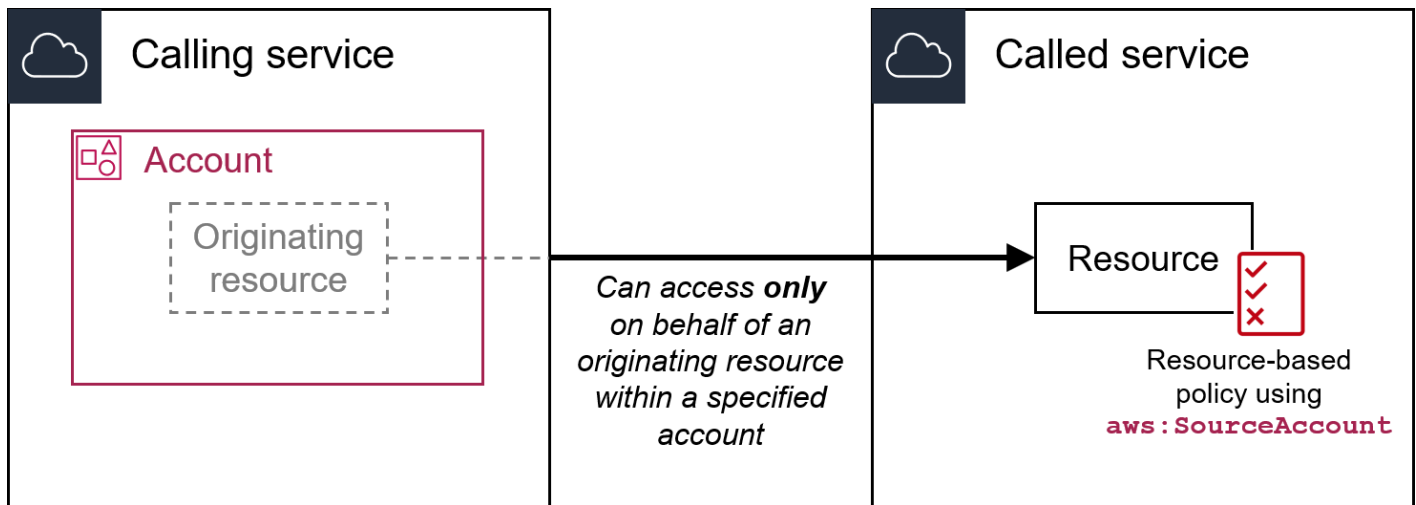 Calling service
Account
Originating
resource
Can access only
on behalf of an
originating resource
within a specified
account
Called service
Resource
Resource-based
policy using
aws:SourceAccount